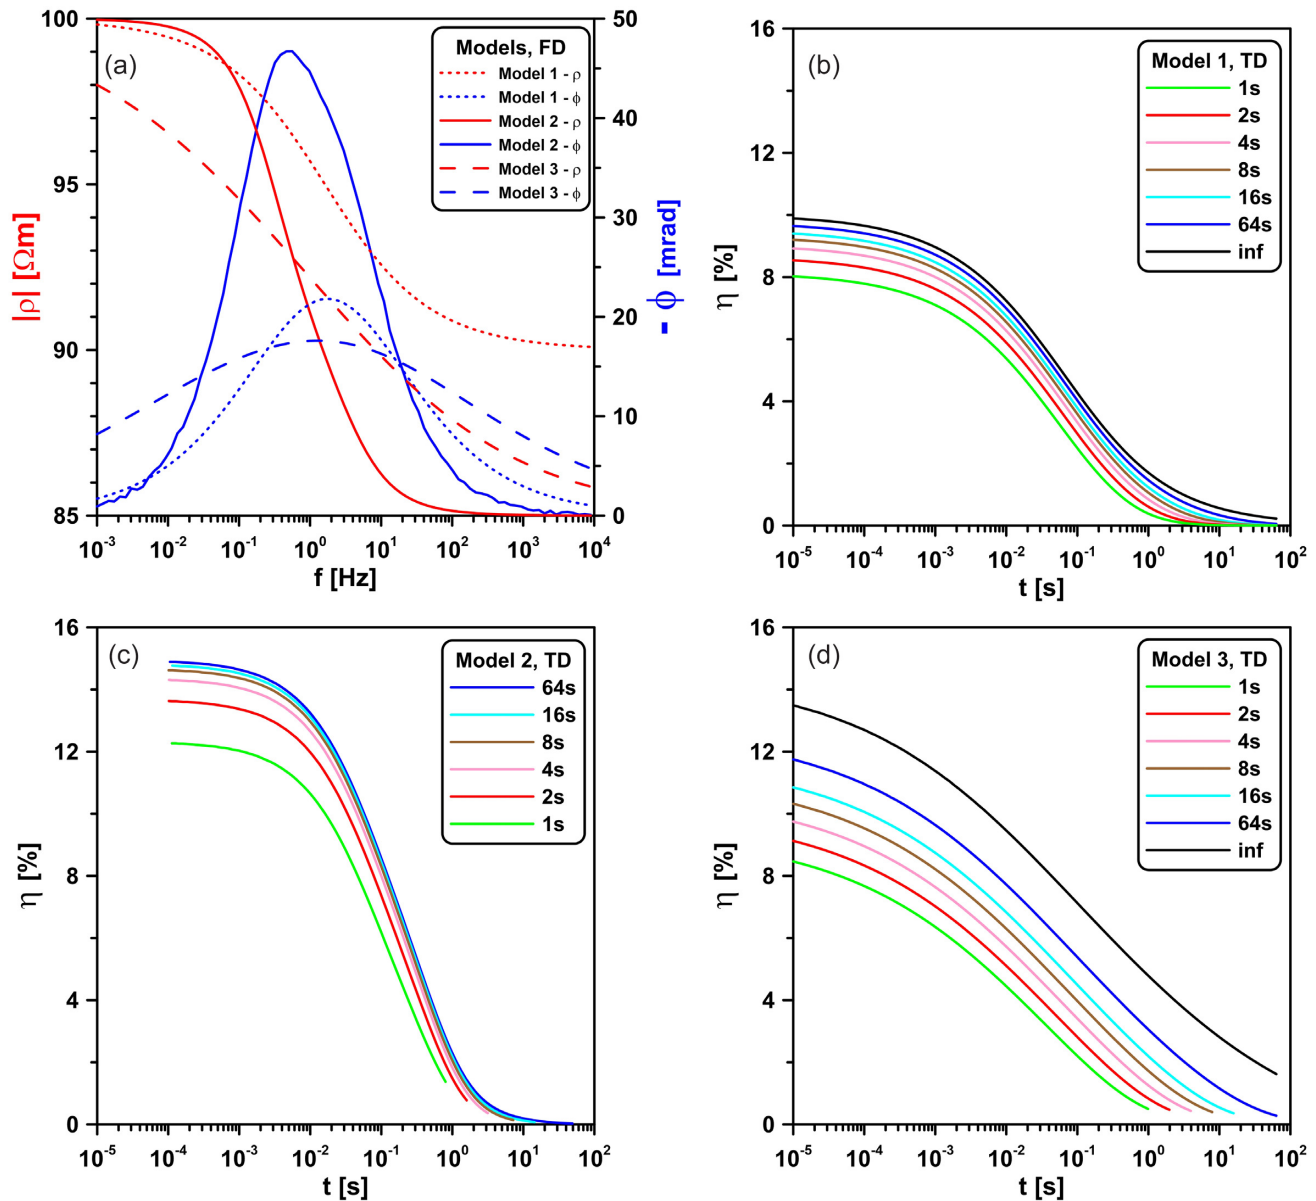 (a)
Models, FD
Model 1 - ρ
Model 1 - ϕ
Model 2 - ρ
Model 2 - ϕ
Model 3 - ρ
Model 3 - ϕ
100
95
90
85
|ρ| [Ωm]
50
40
30
20
10
0
- ϕ [mrad]
10⁻³ 10⁻² 10⁻¹ 10⁰ 10¹ 10² 10³ 10⁴
f [Hz]
(b)
Model 1, TD
1s
2s
4s
8s
16s
64s
inf
16
12
8
4
0
η [%]
10⁻⁵ 10⁻⁴ 10⁻³ 10⁻² 10⁻¹ 10⁰ 10¹ 10²
t [s]
(c)
Model 2, TD
64s
16s
8s
4s
2s
1s
16
12
8
4
0
η [%]
10⁻⁵ 10⁻⁴ 10⁻³ 10⁻² 10⁻¹ 10⁰ 10¹ 10²
t [s]
(d)
Model 3, TD
1s
2s
4s
8s
16s
64s
inf
16
12
8
4
0
η [%]
10⁻⁵ 10⁻⁴ 10⁻³ 10⁻² 10⁻¹ 10⁰ 10¹ 10²
t [s]